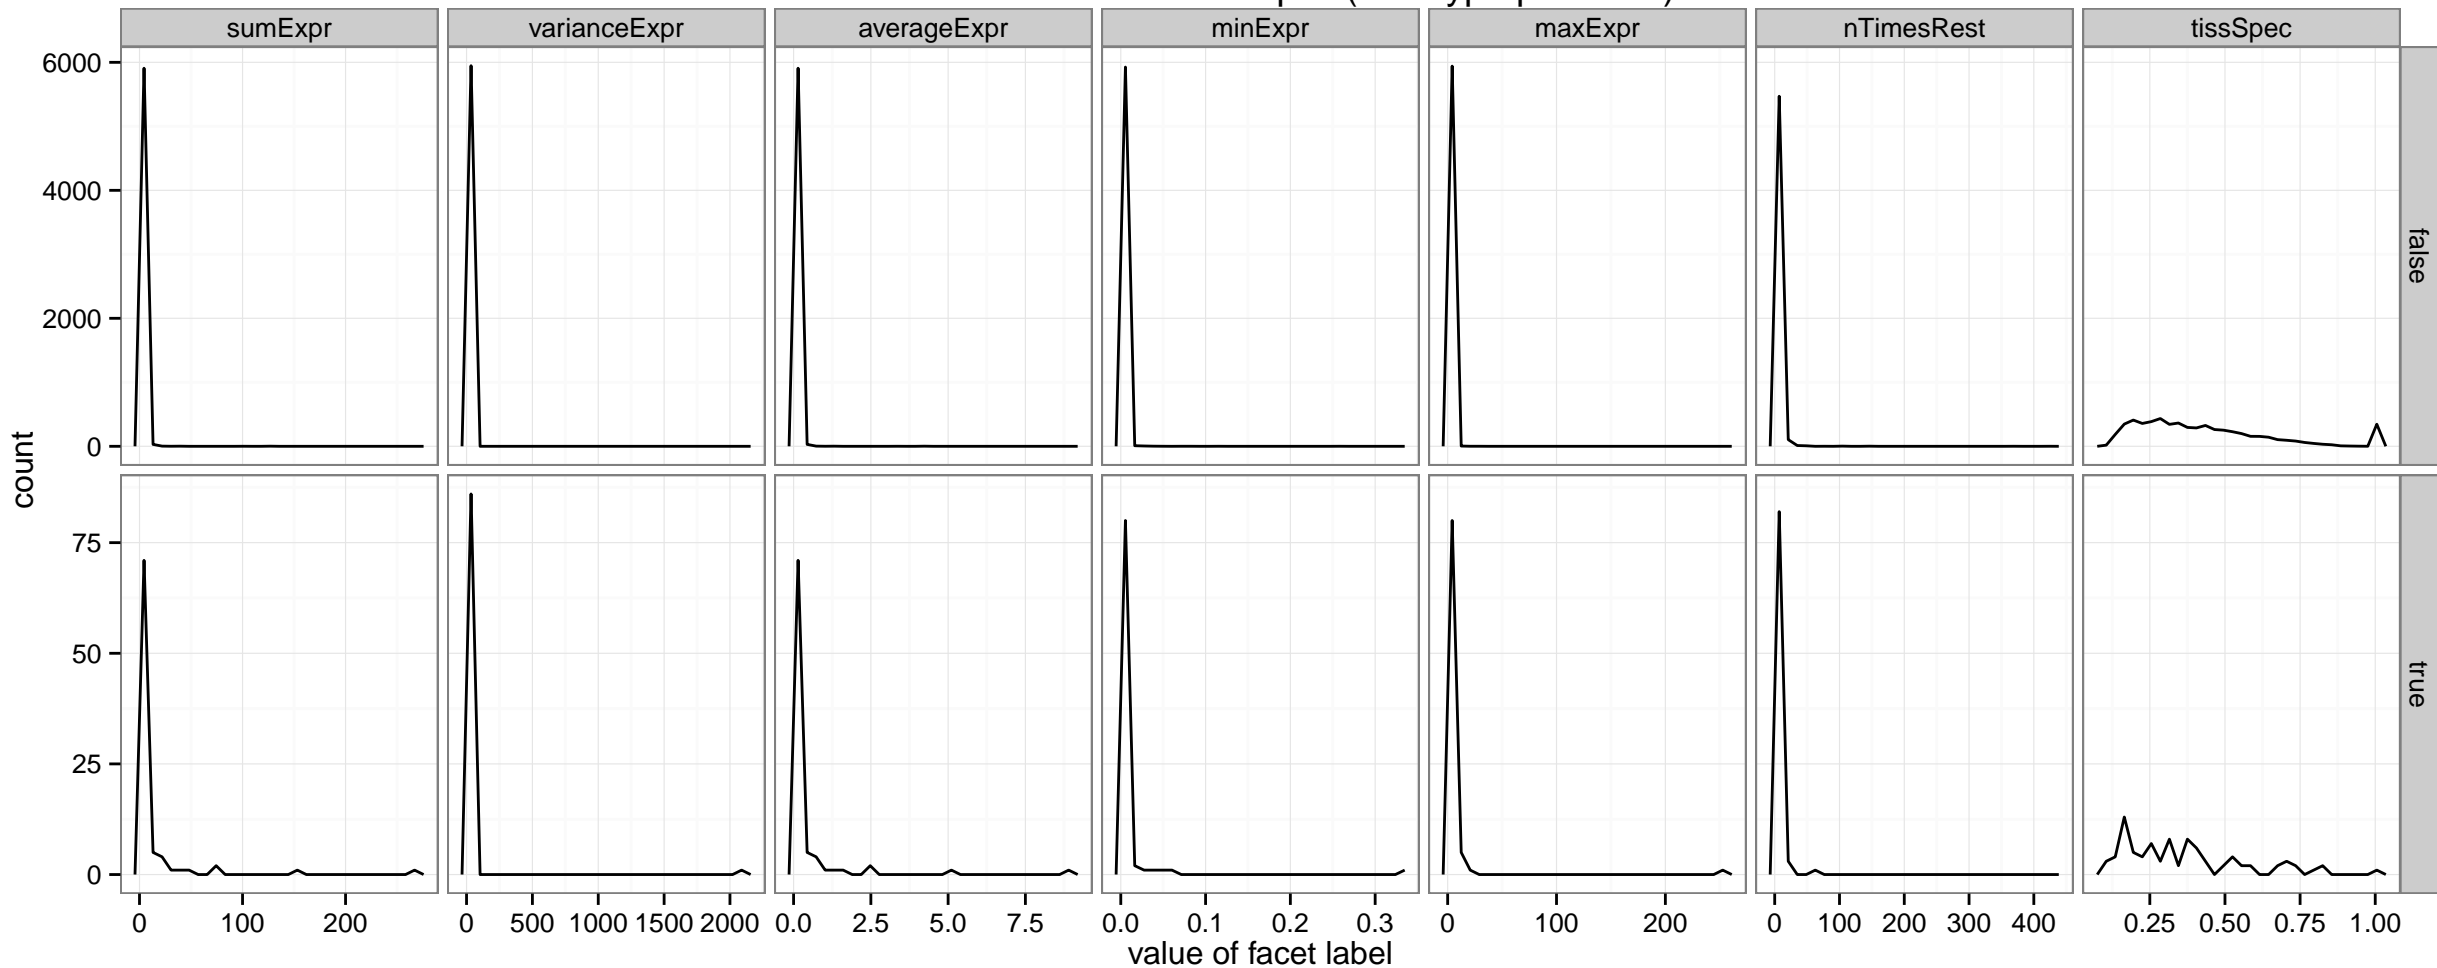 sumExpr varianceExpr averageExpr minExpr maxExpr nTimesRest tissSpec
6000
4000
2000
0
false
count
75
50
25
0
true
0 100 200 0 500 1000 1500 2000 0.0 2.5 5.0 7.5 0.0 0.1 0.2 0.3 0 100 200 0 100 200 300 400 0.25 0.50 0.75 1.00
value of facet label